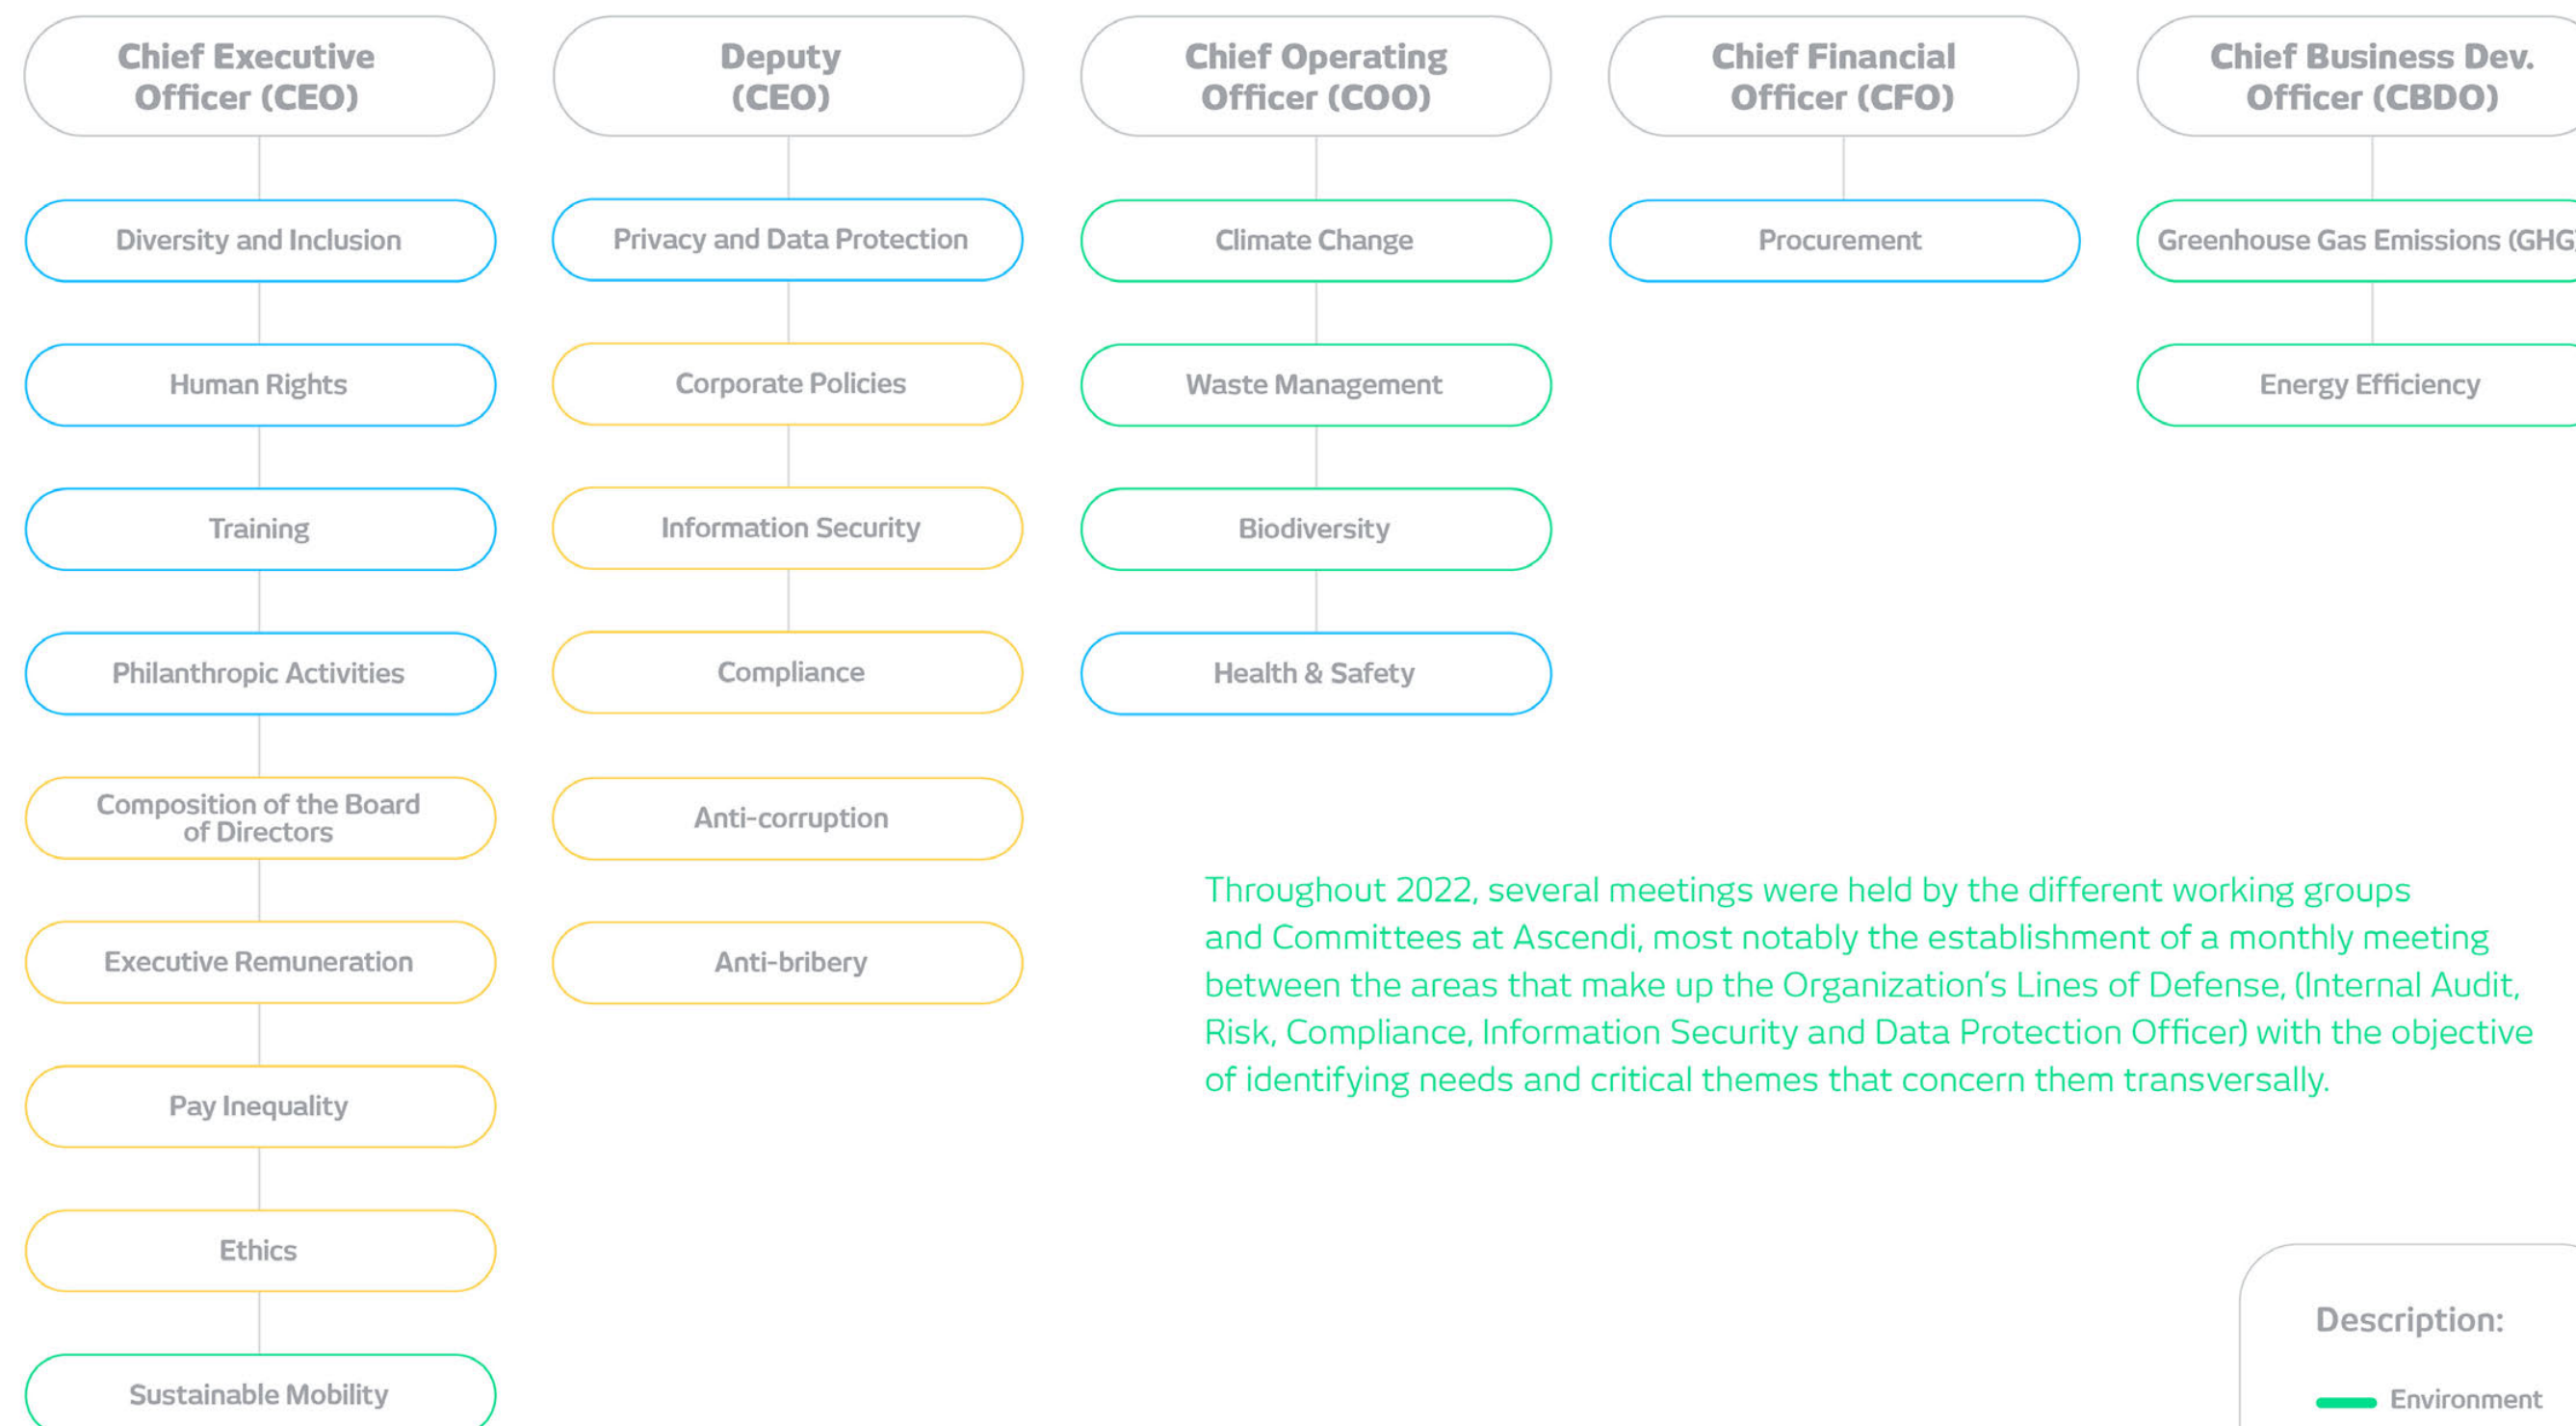 Chief Executive
Officer (CEO)
Diversity and Inclusion
Human Rights
Training
Philanthropic Activities
Composition of the Board
of Directors
Executive Remuneration
Pay Inequality
Ethics
Sustainable Mobility
Deputy
(CEO)
Privacy and Data Protection
Corporate Policies
Information Security
Compliance
Anti-corruption
Anti-bribery
Chief Operating
Officer (COO)
Climate Change
Waste Management
Biodiversity
Health & Safety
Chief Financial
Officer (CFO)
Procurement
Chief Business Dev.
Officer (CBDO)
Greenhouse Gas Emissions (GHG)
Energy Efficiency
Throughout 2022, several meetings were held by the different working groups
and Committees at Ascendi, most notably the establishment of a monthly meeting
between the areas that make up the Organization's Lines of Defense, (Internal Audit,
Risk, Compliance, Information Security and Data Protection Officer) with the objective
of identifying needs and critical themes that concern them transversally.
Description:
Environment